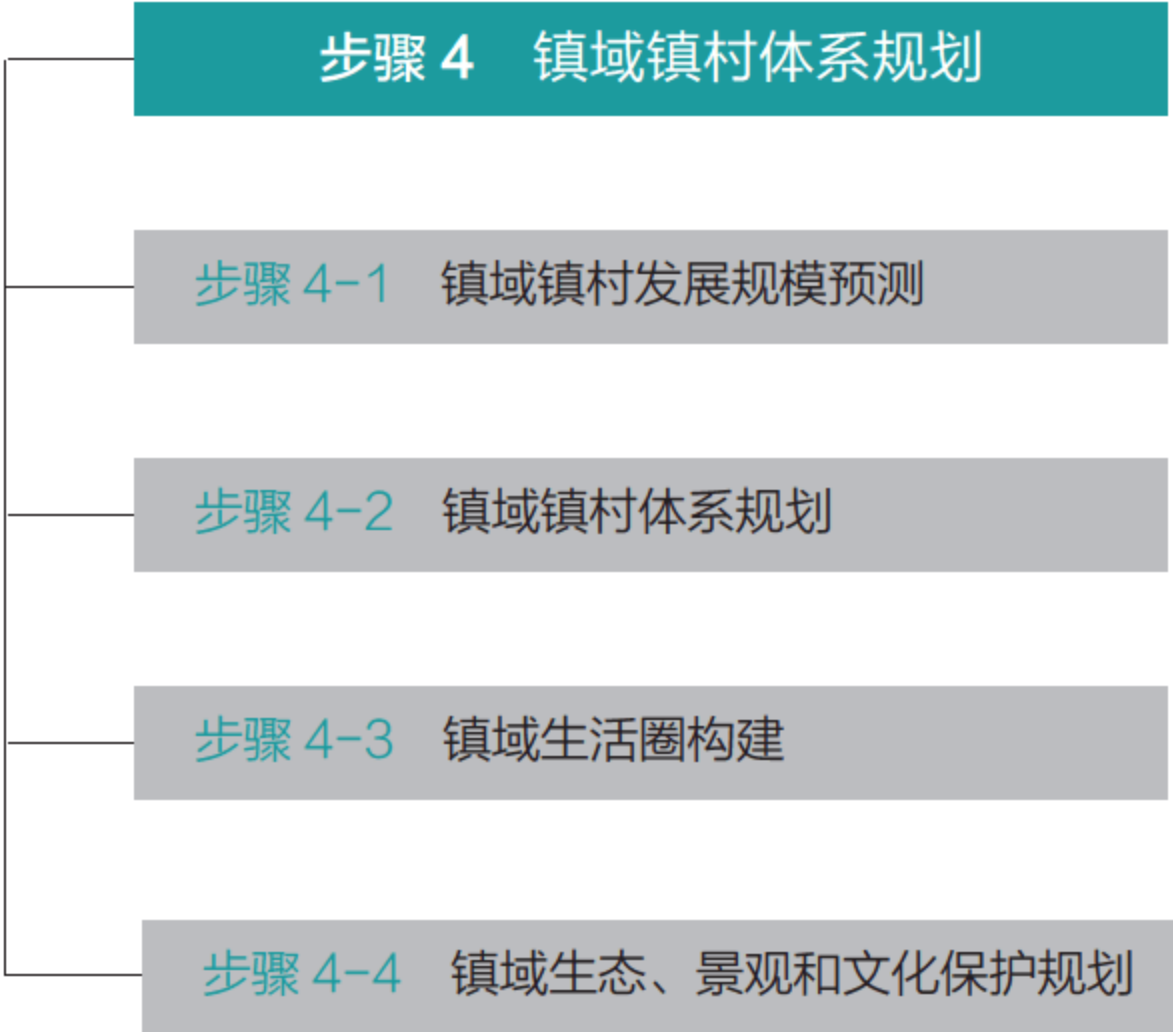 步骤 4 镇域镇村体系规划
步骤 4-1 镇域镇村发展规模预测
步骤 4-2 镇域镇村体系规划
步骤 4-3 镇域生活圈构建
步骤 4-4 镇域生态、景观和文化保护规划